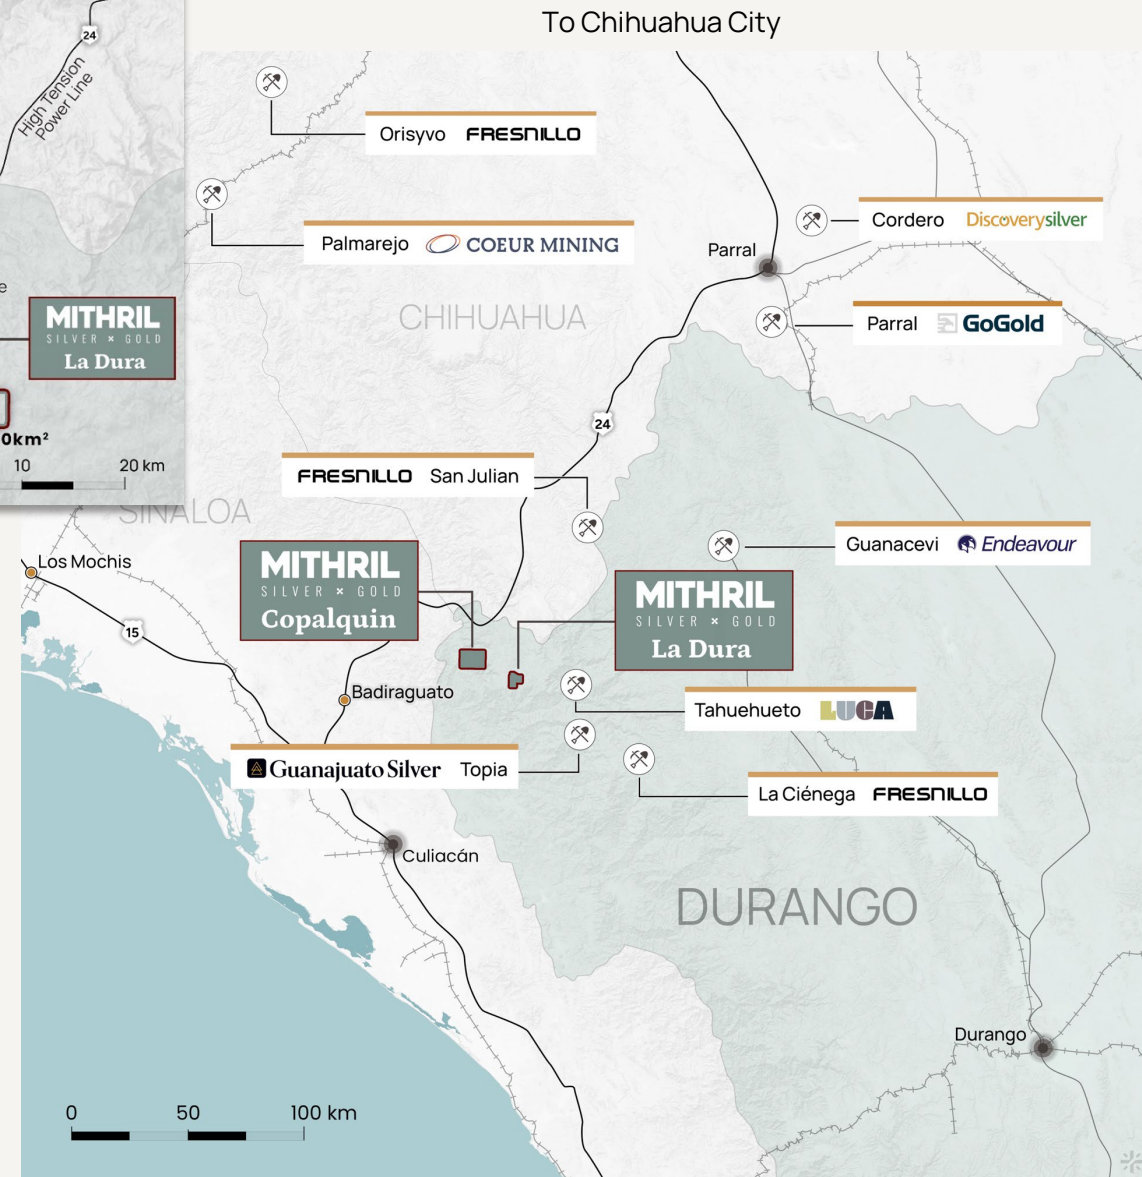 To Chihuahua City
24
High Tension
Power Line
e
MITHRIL
SILVER × GOLD
La Dura
0km²
10
20 km
Orisyvo FRESNILLO
Palmarejo COEUR MINING
CHIHUAHUA
Parral
Cordero Discoverysilver
Parral GoGold
24
FRESNILLO San Julian
SINALOA
Los Mochis
15
MITHRIL
SILVER × GOLD
Copalquin
Guanacevi Endeavour
MITHRIL
SILVER × GOLD
La Dura
Badiraguato
Tahuehueto LUCA
Guanajuato Silver Topia
La Ciénega FRESNILLO
Culiacán
DURANGO
Durango
0 50 100 km